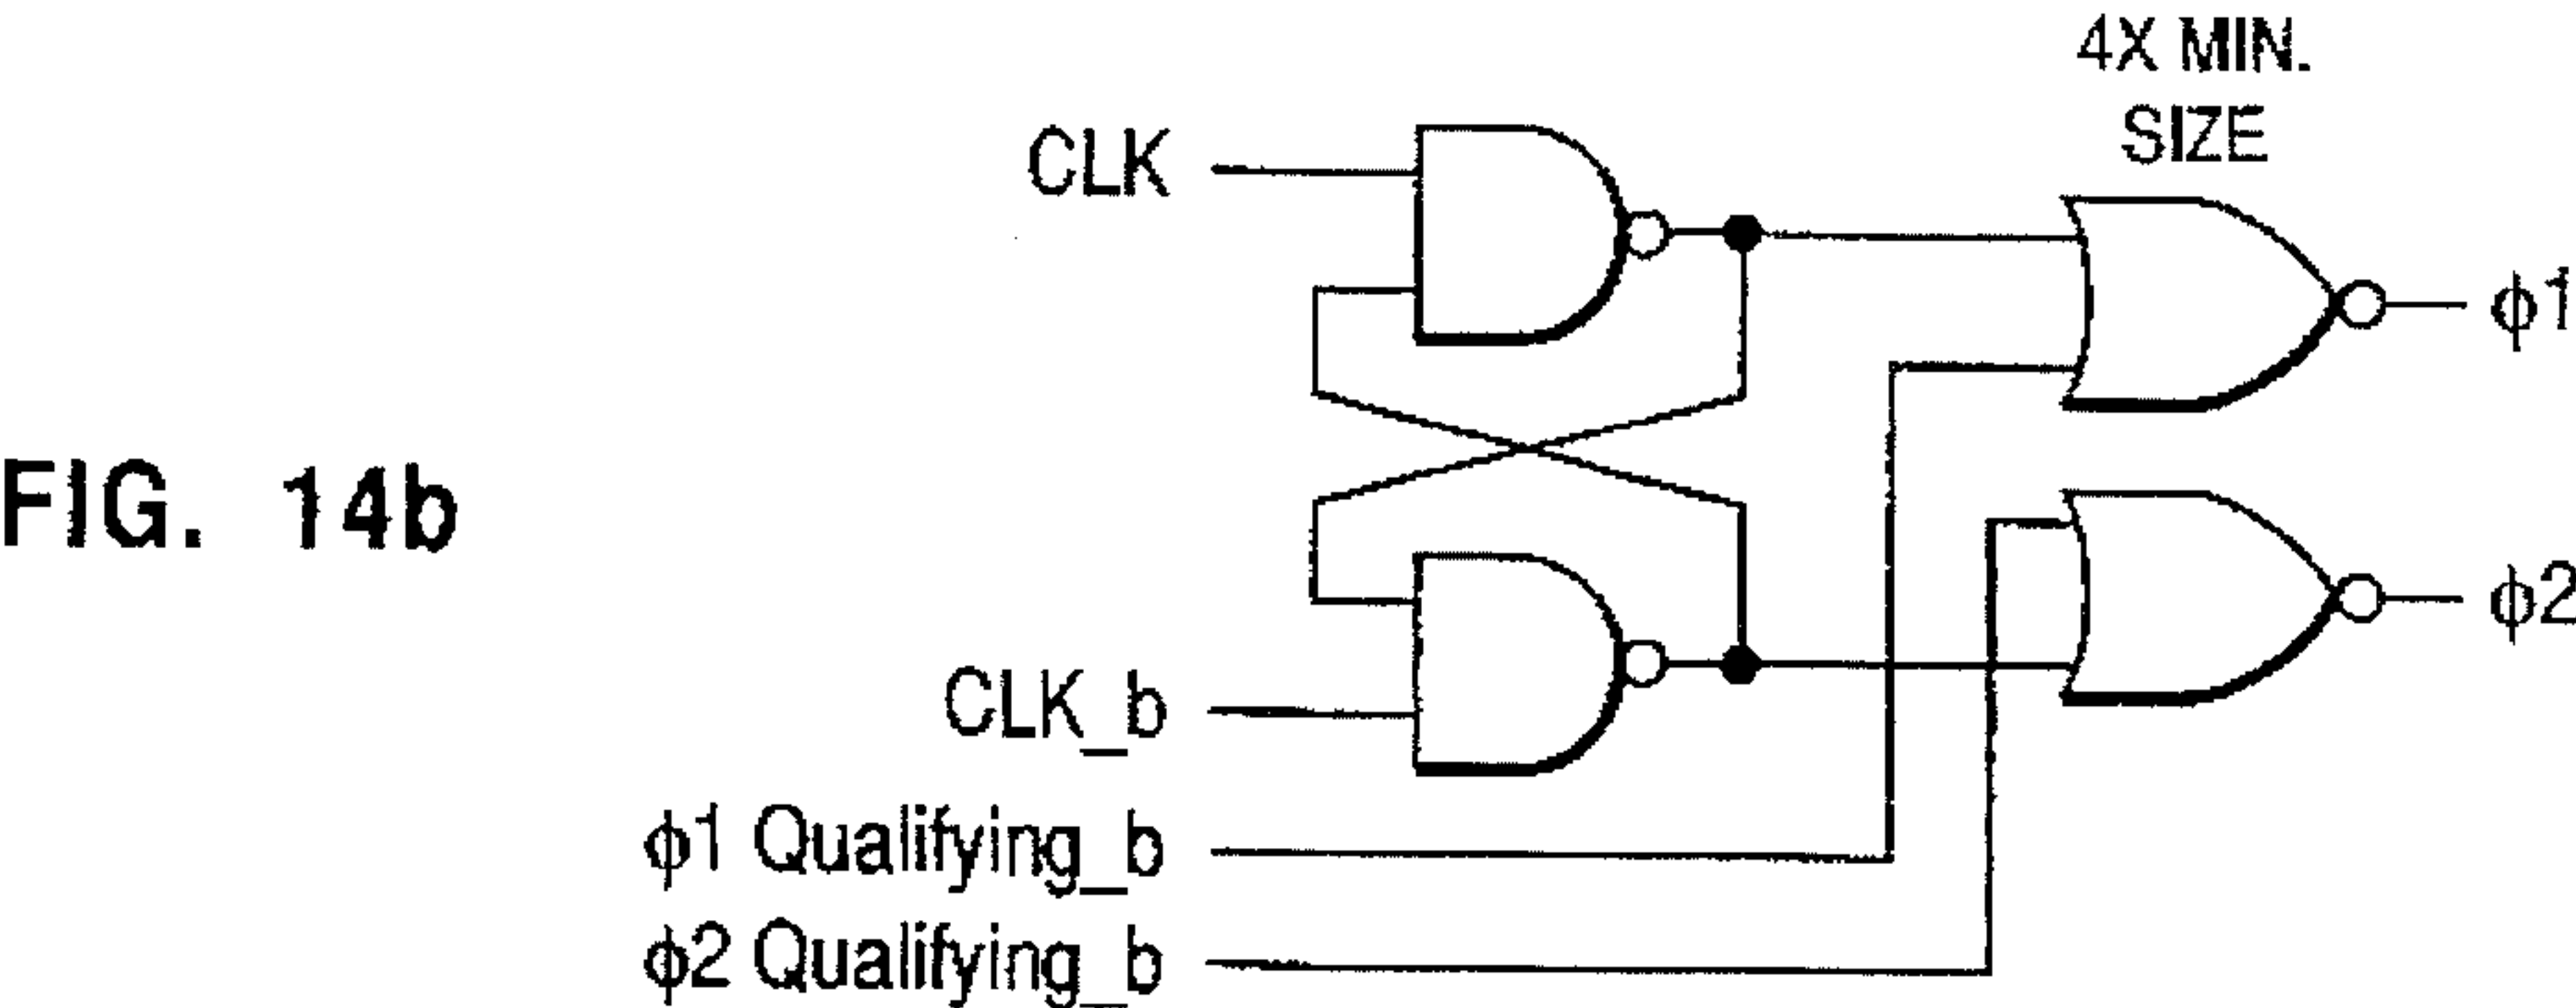 4X MIN.
SIZE
CLK
ϕ1
FIG. 14b
ϕ2
CLK_b
ϕ1 Qualifying_b
ϕ2 Qualifying_b